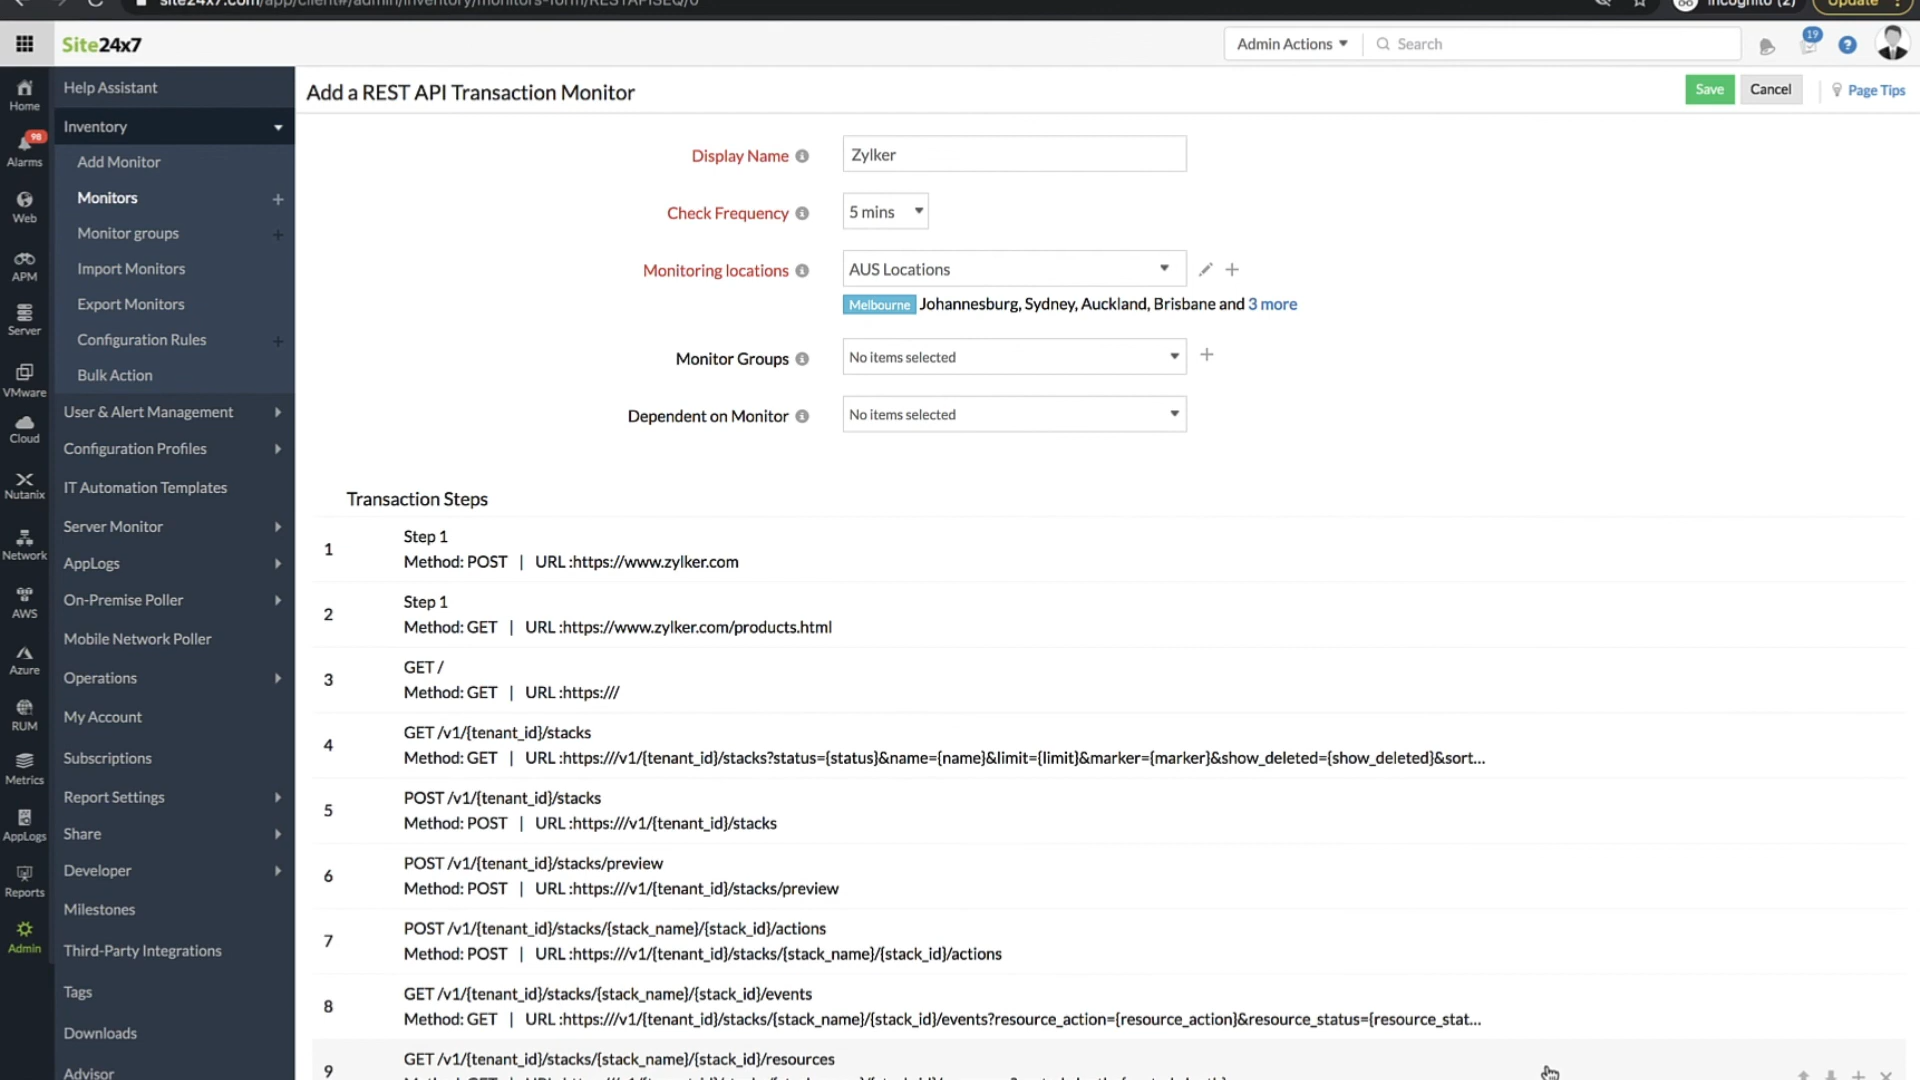 site24x7.com/app/client#/admin/inventory/monitors-form/RESTAPISEQ/0
Incognito (2)
Update
Site24x7
Admin Actions
Search
19
Home
98
Alarms
Web
APM
Server
VMware
Cloud
Nutanix
Network
AWS
Azure
RUM
Metrics
AppLogs
Reports
Admin
Help Assistant
Inventory
Add Monitor
Monitors
Monitor groups
Import Monitors
Export Monitors
Configuration Rules
Bulk Action
User & Alert Management
Configuration Profiles
IT Automation Templates
Server Monitor
AppLogs
On-Premise Poller
Mobile Network Poller
Operations
My Account
Subscriptions
Report Settings
Share
Developer
Milestones
Third-Party Integrations
Tags
Downloads
Advisor
Add a REST API Transaction Monitor
Save
Cancel
Page Tips
Display Name
Zylker
Check Frequency
5 mins
Monitoring locations
AUS Locations
Melbourne Johannesburg, Sydney, Auckland, Brisbane and 3 more
Monitor Groups
No items selected
Dependent on Monitor
No items selected
Transaction Steps
1
Step 1
Method: POST | URL :https://www.zylker.com
2
Step 1
Method: GET | URL :https://www.zylker.com/products.html
3
GET /
Method: GET | URL :https:///
4
GET /v1/{tenant_id}/stacks
Method: GET | URL :https:///v1/{tenant_id}/stacks?status={status}&name={name}&limit={limit}&marker={marker}&show_deleted={show_deleted}&sort...
5
POST /v1/{tenant_id}/stacks
Method: POST | URL :https:///v1/{tenant_id}/stacks
6
POST /v1/{tenant_id}/stacks/preview
Method: POST | URL :https:///v1/{tenant_id}/stacks/preview
7
POST /v1/{tenant_id}/stacks/{stack_name}/{stack_id}/actions
Method: POST | URL :https:///v1/{tenant_id}/stacks/{stack_name}/{stack_id}/actions
8
GET /v1/{tenant_id}/stacks/{stack_name}/{stack_id}/events
Method: GET | URL :https:///v1/{tenant_id}/stacks/{stack_name}/{stack_id}/events?resource_action={resource_action}&resource_status={resource_stat...
9
GET /v1/{tenant_id}/stacks/{stack_name}/{stack_id}/resources